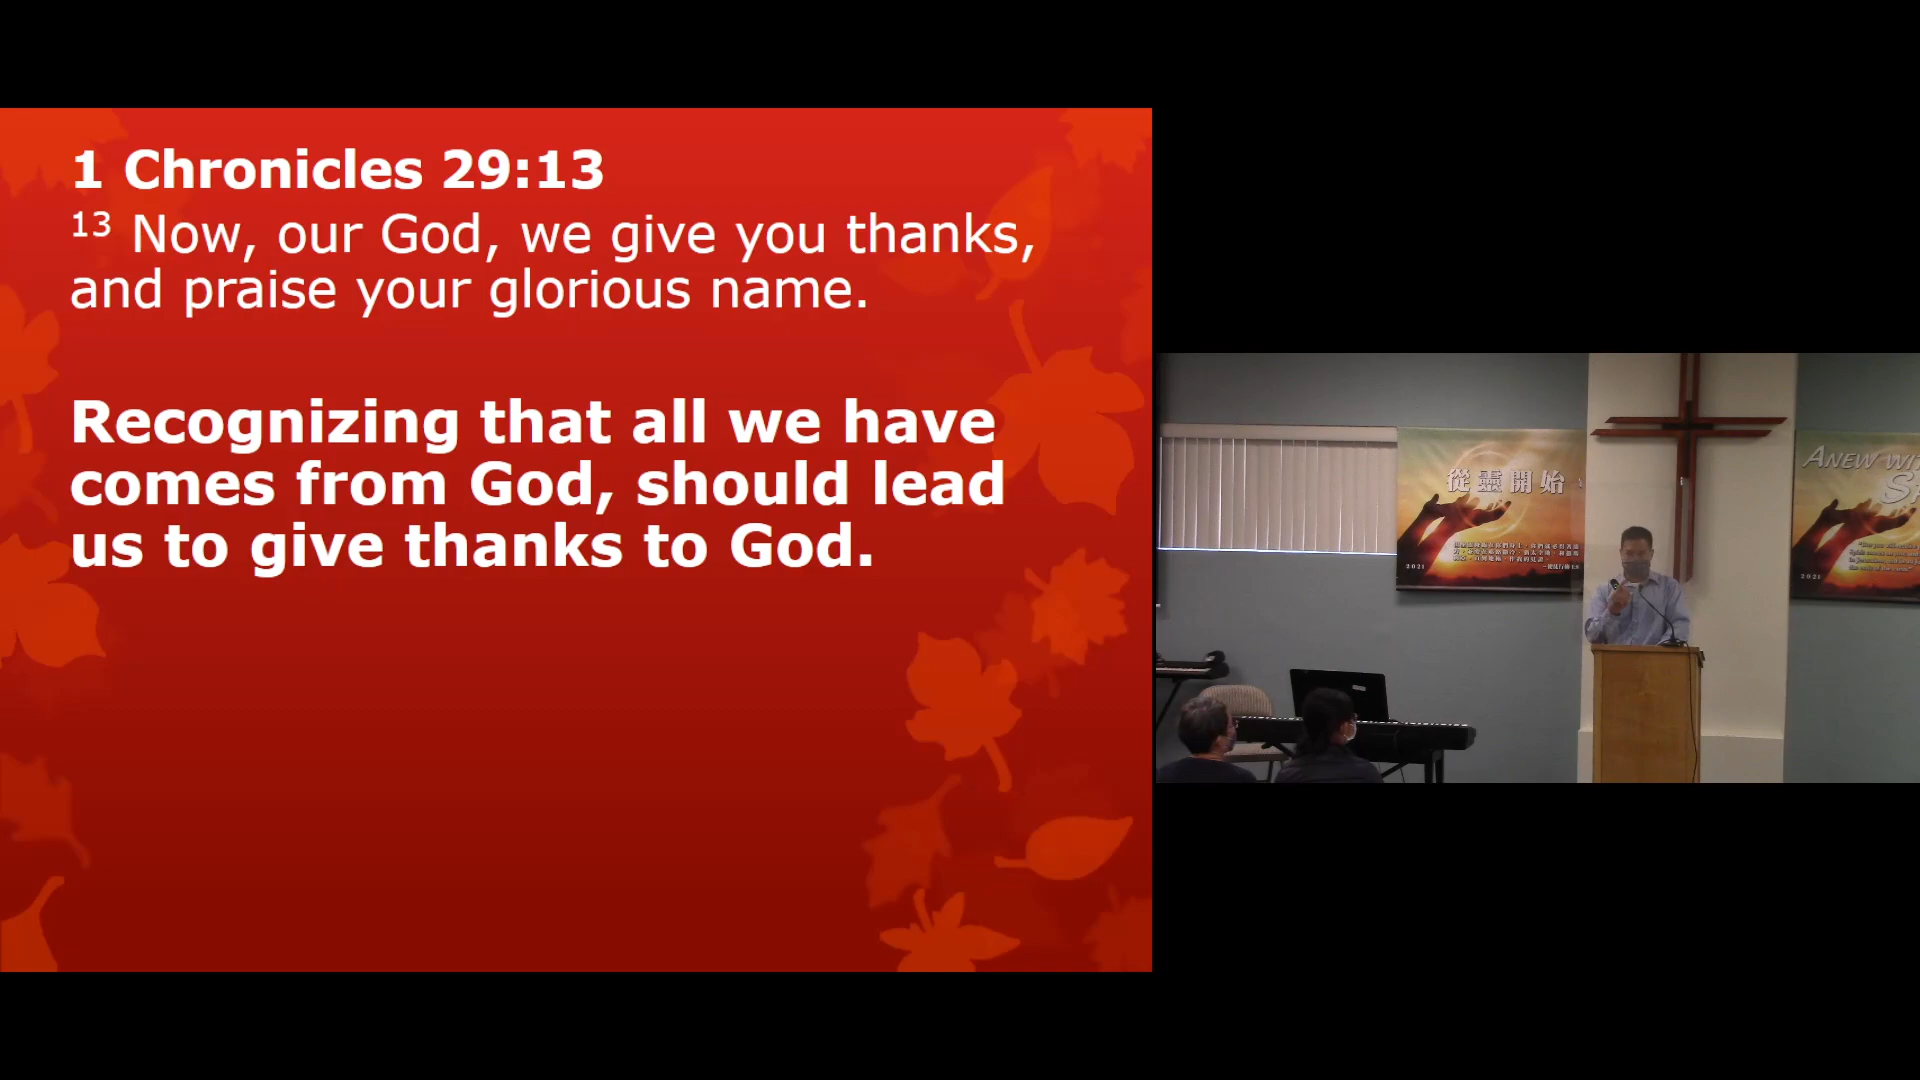 1 Chronicles 29:13
13 Now, our God, we give you thanks,
and praise your glorious name.
Recognizing that all we have
comes from God, should lead
us to give thanks to God.
從靈開始
2021
ANEW WIT
S
2021